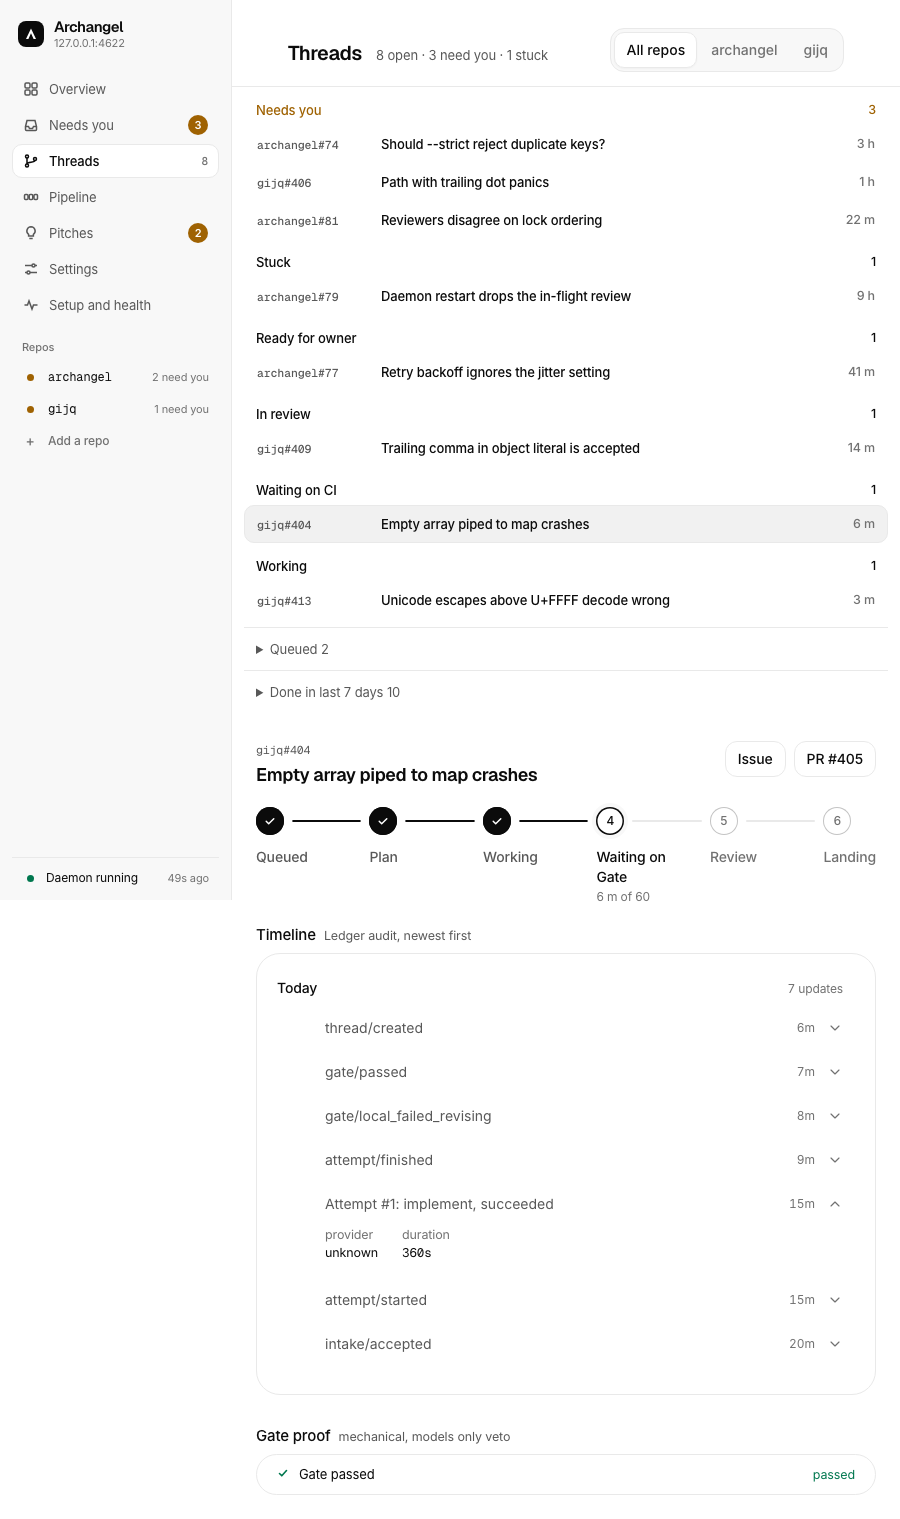 Archangel
127.0.0.1:4622
Overview
Needs you 3
Threads 8
Pipeline
Pitches 2
Settings
Setup and health
Repos
archangel 2 need you
gijq 1 need you
+ Add a repo
Daemon running 49s ago
Threads 8 open · 3 need you · 1 stuck
All repos archangel gijq
Needs you 3
archangel#74 Should --strict reject duplicate keys? 3 h
gijq#406 Path with trailing dot panics 1 h
archangel#81 Reviewers disagree on lock ordering 22 m
Stuck 1
archangel#79 Daemon restart drops the in-flight review 9 h
Ready for owner 1
archangel#77 Retry backoff ignores the jitter setting 41 m
In review 1
gijq#409 Trailing comma in object literal is accepted 14 m
Waiting on CI 1
gijq#404 Empty array piped to map crashes 6 m
Working 1
gijq#413 Unicode escapes above U+FFFF decode wrong 3 m
Queued 2
Done in last 7 days 10
gijq#404
Empty array piped to map crashes
Issue PR #405
4 5 6
Queued Plan Working Waiting on Review Landing
Gate
6 m of 60
Timeline Ledger audit, newest first
Today 7 updates
thread/created 6m
gate/passed 7m
gate/local_failed_revising 8m
attempt/finished 9m
Attempt #1: implement, succeeded 15m
provider duration
unknown 360s
attempt/started 15m
intake/accepted 20m
Gate proof mechanical, models only veto
Gate passed passed